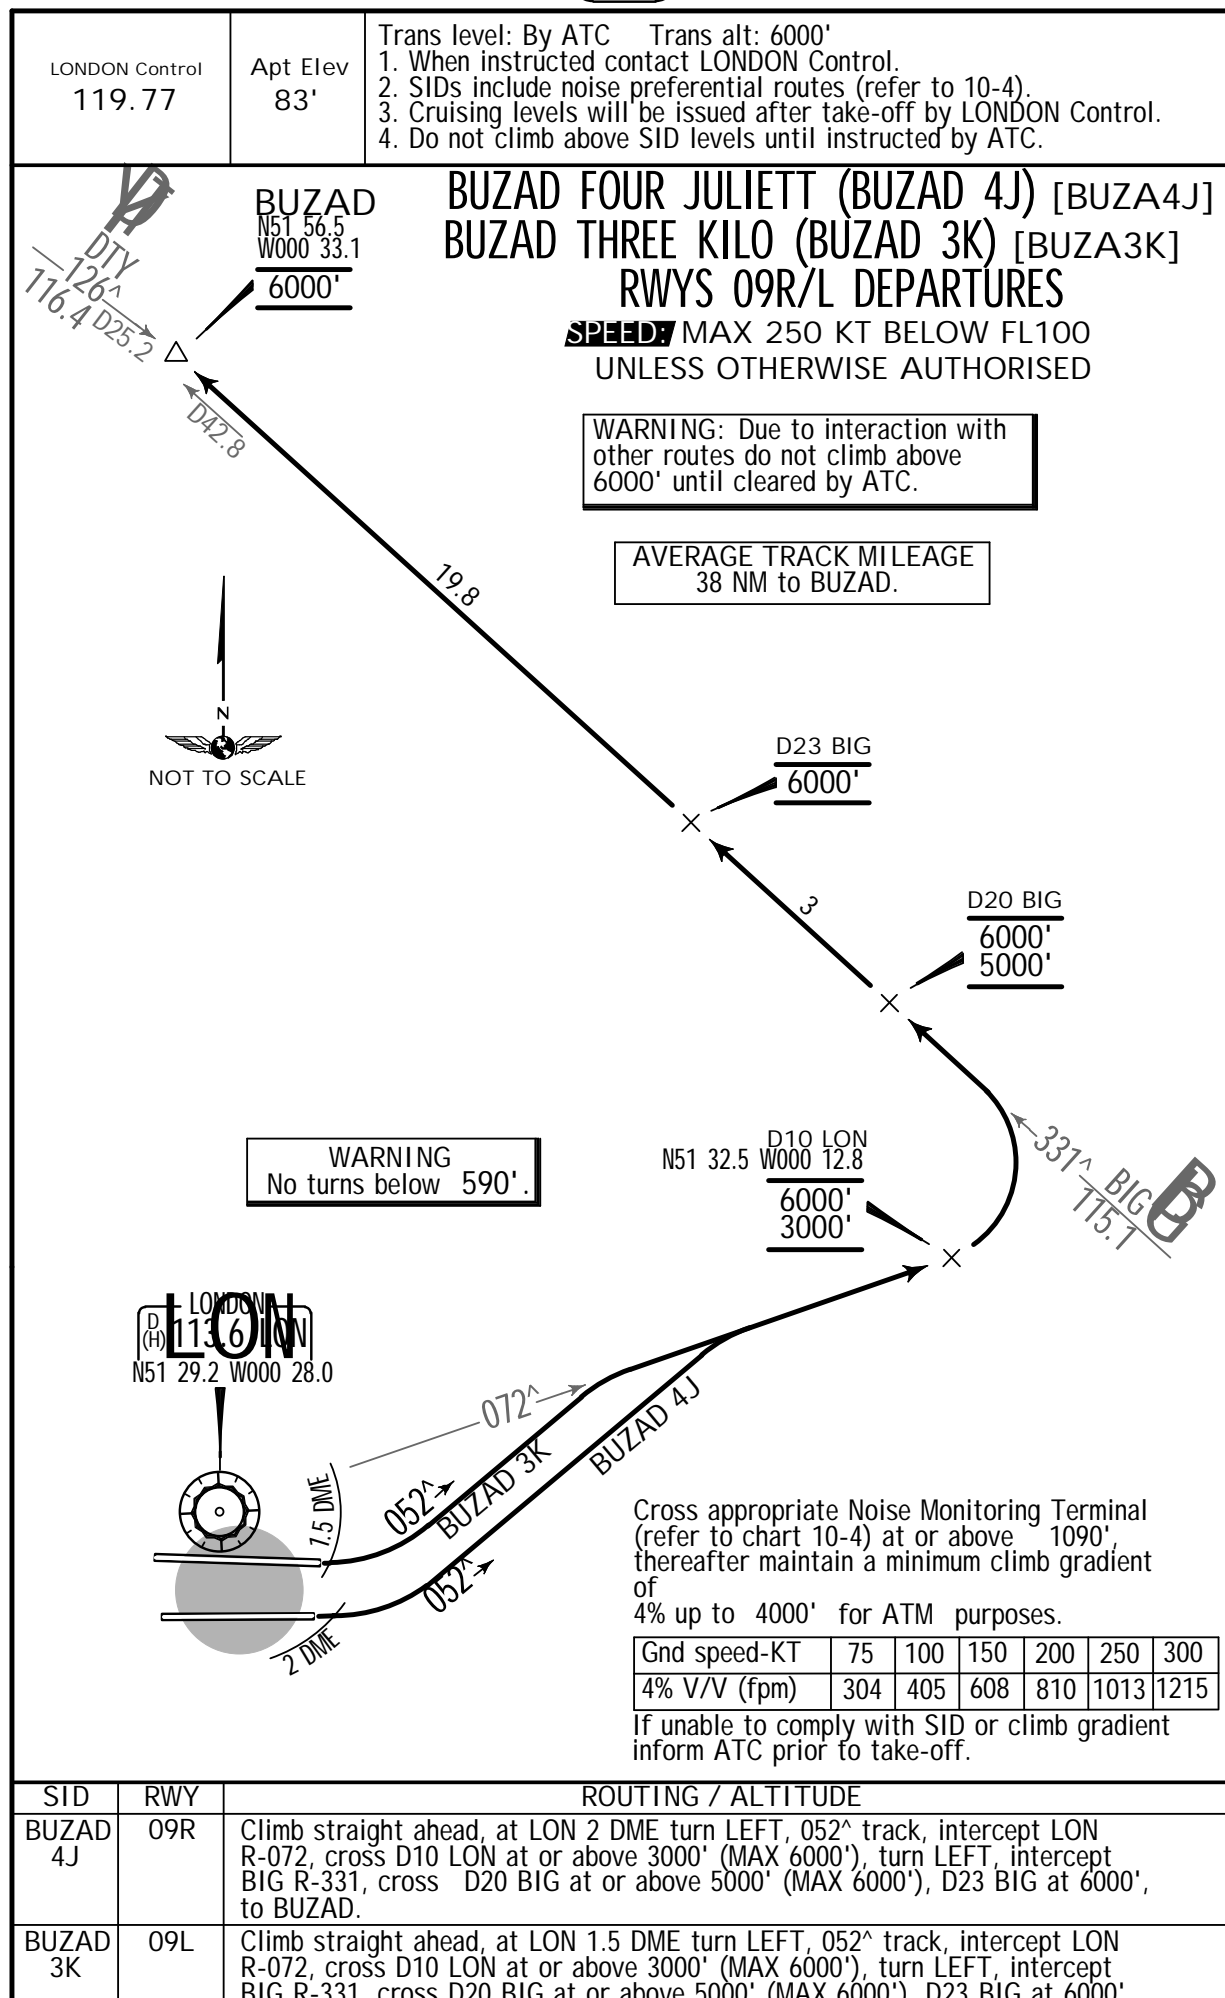 LONDON Control
119.77
Apt Elev
83'
Trans level: By ATC Trans alt: 6000'
1. When instructed contact LONDON Control.
2. SIDs include noise preferential routes (refer to 10-4).
3. Cruising levels will be issued after take-off by LONDON Control.
4. Do not climb above SID levels until instructed by ATC.
BUZAD FOUR JULIETT (BUZAD 4J) [BUZA4J]
BUZAD THREE KILO (BUZAD 3K) [BUZA3K]
RWYS 09R/L DEPARTURES
SPEED: MAX 250 KT BELOW FL100
UNLESS OTHERWISE AUTHORISED
BUZAD
N51 56.5
W000 33.1
6000'
DTY
126^
116.4
D25.2
D42.8
WARNING: Due to interaction with
other routes do not climb above
6000' until cleared by ATC.
AVERAGE TRACK MILEAGE
38 NM to BUZAD.
19.8
N
NOT TO SCALE
D23 BIG
6000'
3
D20 BIG
6000'
5000'
WARNING
No turns below 590'.
D10 LON
N51 32.5 W000 12.8
6000'
3000'
331^
BIG
115.1
LONDON
D
(H)
113.6 LON
LON
N51 29.2 W000 28.0
072^
1.5 DME
052^
BUZAD 3K
BUZAD 4J
052^
2 DME
Cross appropriate Noise Monitoring Terminal
(refer to chart 10-4) at or above 1090',
thereafter maintain a minimum climb gradient
of
4% up to 4000' for ATM purposes.
Gnd speed-KT 75 100 150 200 250 300
4% V/V (fpm) 304 405 608 810 1013 1215
If unable to comply with SID or climb gradient
inform ATC prior to take-off.
SID RWY ROUTING / ALTITUDE
BUZAD 4J
09R
Climb straight ahead, at LON 2 DME turn LEFT, 052^ track, intercept LON
R-072, cross D10 LON at or above 3000' (MAX 6000'), turn LEFT, intercept
BIG R-331, cross D20 BIG at or above 5000' (MAX 6000'), D23 BIG at 6000',
to BUZAD.
BUZAD 3K
09L
Climb straight ahead, at LON 1.5 DME turn LEFT, 052^ track, intercept LON
R-072, cross D10 LON at or above 3000' (MAX 6000'), turn LEFT, intercept
BIG R-331, cross D20 BIG at or above 5000' (MAX 6000'), D23 BIG at 6000'